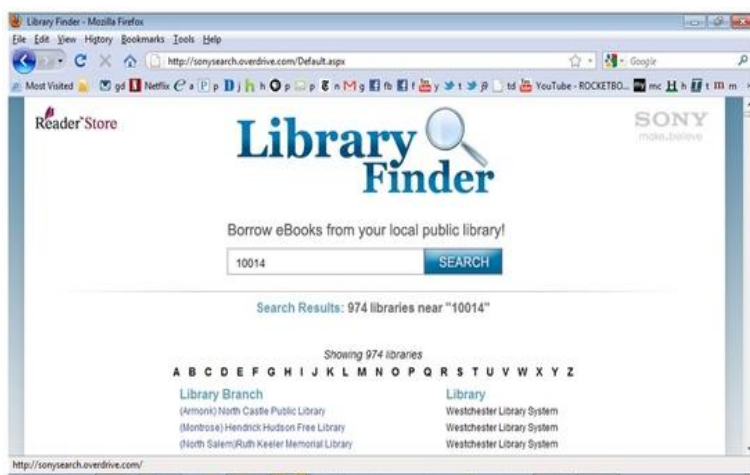 Library Finder - Mozilla Firefox
File Edit View History Bookmarks Tools Help
http://sonysearch.overdrive.com/Default.aspx
Google
Most Visited gd Netflix a p j h h p p n g fb f y t td YouTube - ROCKETBO... mc h t m
Reader Store
SONY
make.believe
Library
Finder
Borrow eBooks from your local public library!
10014
SEARCH
Search Results: 974 libraries near "10014"
Showing 974 libraries
A B C D E F G H I J K L M N O P Q R S T U V W X Y Z
Library Branch Library
(Armonk) North Castle Public Library Westchester Library System
(Montrose) Hendrick Hudson Free Library Westchester Library System
(North Salem)Ruth Keeler Memorial Library Westchester Library System
http://sonysearch.overdrive.com/